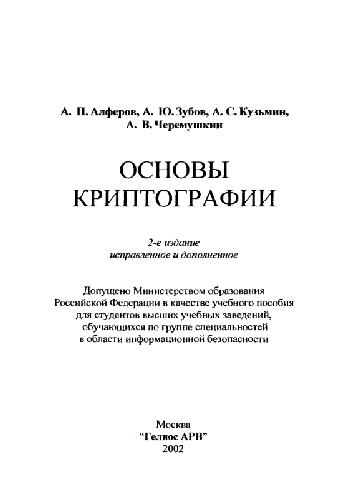 А. П. Алферов, А. Ю. Зубов, А. С. Кузьмин,
А. В. Черемушкин
ОСНОВЫ
КРИПТОГРАФИИ
2-е издание
исправленное и дополненное
Допущено Министерством образования
Российской Федерации в качестве учебного пособия
для студентов высших учебных заведений,
обучающихся по группе специальностей
в области информационной безопасности
Москва
"Гелиос АРВ"
2002